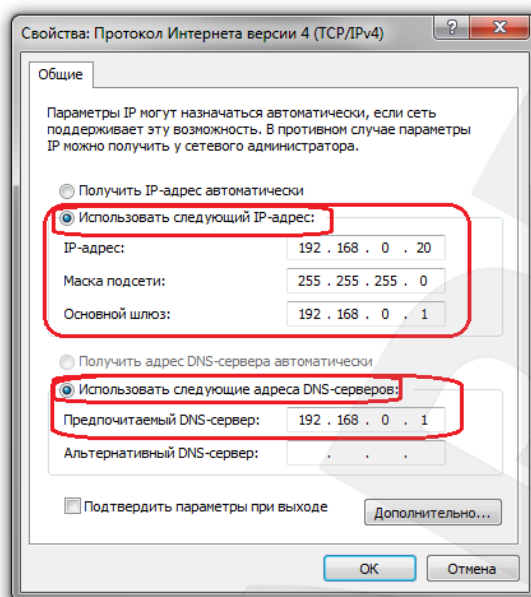 Свойства: Протокол Интернета версии 4 (TCP/IPv4)
Общие
Параметры IP могут назначаться автоматически, если сеть
поддерживает эту возможность. В противном случае параметры
IP можно получить у сетевого администратора.
Получить IP-адрес автоматически
Использовать следующий IP-адрес:
IP-адрес: 192 . 168 . 0 . 20
Маска подсети: 255 . 255 . 255 . 0
Основной шлюз: 192 . 168 . 0 . 1
Получить адрес DNS-сервера автоматически
Использовать следующие адреса DNS-серверов:
Предпочитаемый DNS-сервер: 192 . 168 . 0 . 1
Альтернативный DNS-сервер: . . .
Подтвердить параметры при выходе
Дополнительно...
OK Отмена